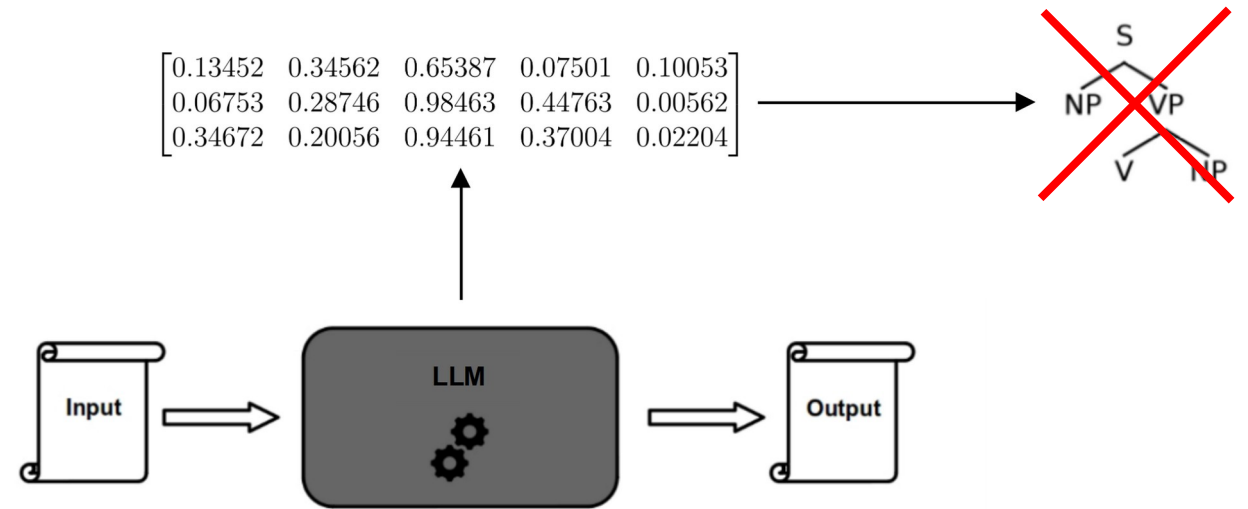 0.13452 0.34562 0.65387 0.07501 0.10053
0.06753 0.28746 0.98463 0.44763 0.00562
0.34672 0.20056 0.94461 0.37004 0.02204
S
NP VP
V NP
Input
LLM
Output